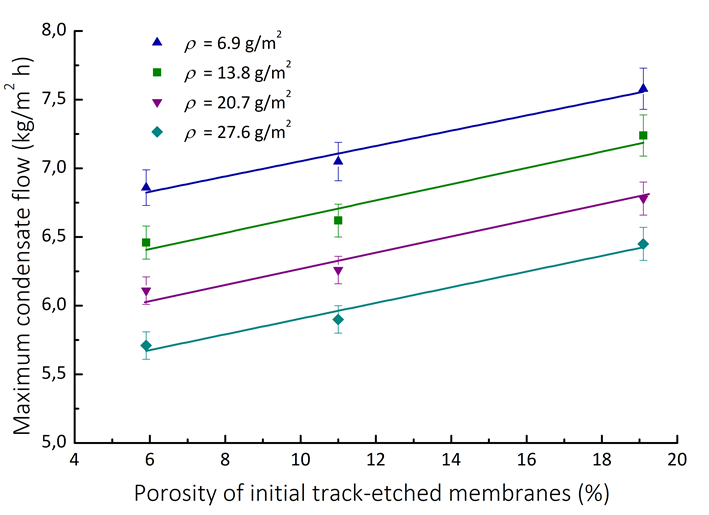 8,0
7,5
7,0
6,5
6,0
5,5
5,0
Maximum condensate flow (kg/m² h)
ρ = 6.9 g/m²
ρ = 13.8 g/m²
ρ = 20.7 g/m²
ρ = 27.6 g/m²
4 6 8 10 12 14 16 18 20
Porosity of initial track-etched membranes (%)